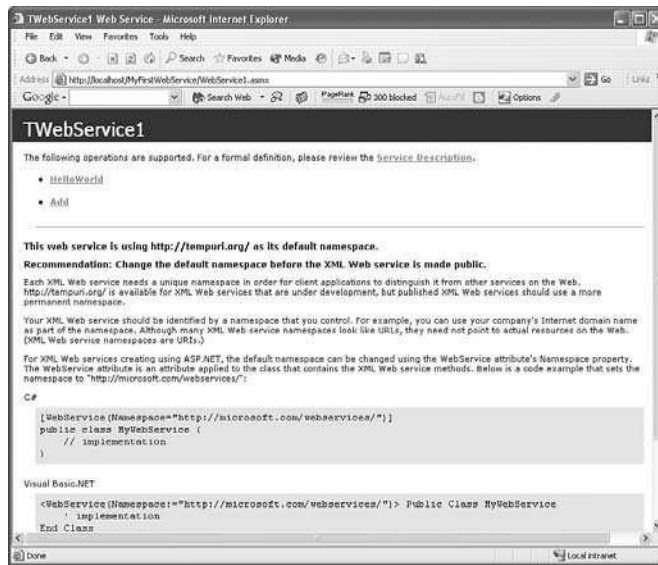 TWebService1 Web Service - Microsoft Internet Explorer
File Edit View Favorites Tools Help
Back Search Favorites Media
Address http://localhost/MyFirstWebService/WebService1.asmx Go Links
Google Search Web PageRank 300 blocked AutoFill Options
TWebService1
The following operations are supported. For a formal definition, please review the Service Description.
• HelloWorld
• Add
This web service is using http://tempuri.org/ as its default namespace.
Recommendation: Change the default namespace before the XML Web service is made public.
Each XML Web service needs a unique namespace in order for client applications to distinguish it from other services on the Web.
http://tempuri.org/ is available for XML Web services that are under development, but published XML Web services should use a more
permanent namespace.
Your XML Web service should be identified by a namespace that you control. For example, you can use your company's Internet domain name
as part of the namespace. Although many XML Web service namespaces look like URLs, they need not point to actual resources on the Web.
(XML Web service namespaces are URIs.)
For XML Web services creating using ASP.NET, the default namespace can be changed using the WebService attribute's Namespace property.
The WebService attribute is an attribute applied to the class that contains the XML Web service methods. Below is a code example that sets the
namespace to "http://microsoft.com/webservices/":
C#
[WebService(Namespace="http://microsoft.com/webservices/")]
public class MyWebService {
// implementation
}
Visual Basic.NET
<WebService(Namespace:="http://microsoft.com/webservices/")> Public Class MyWebService
' implementation
End Class
Done Local intranet